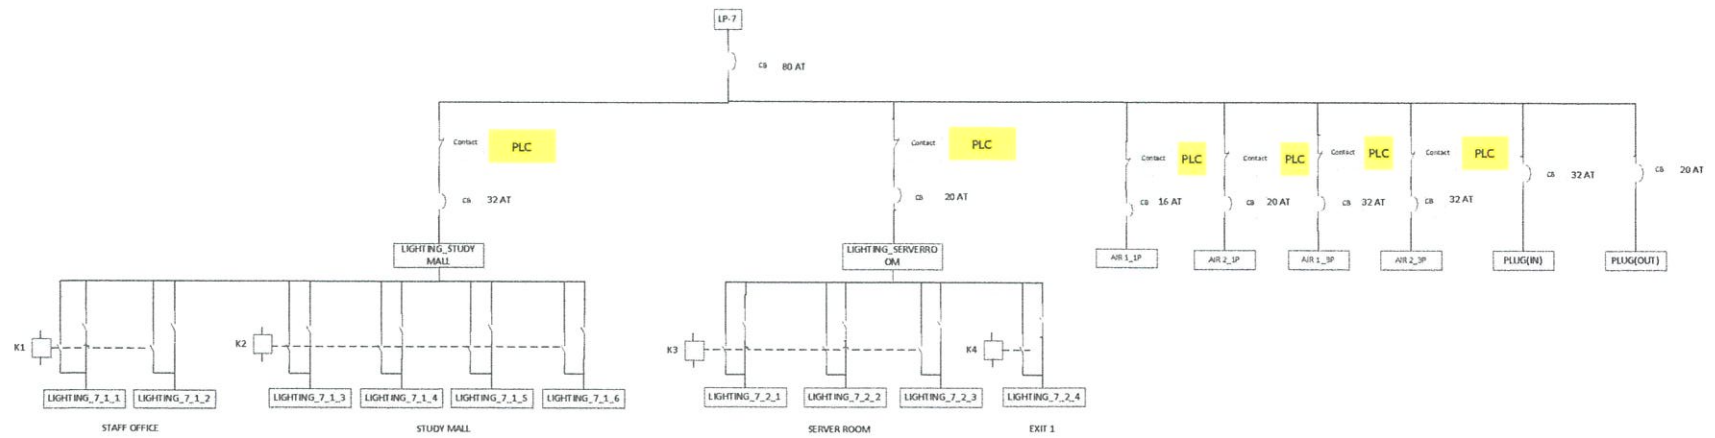 LP-7
CB 80 AT
Contact PLC
Contact PLC
Contact PLC
Contact PLC
Contact PLC
Contact PLC
CB 32 AT
CB 20 AT
CB 16 AT
CB 20 AT
CB 32 AT
CB 32 AT
CB 32 AT
CB 20 AT
LIGHTING_STUDY
MALL
LIGHTING_SERVERRO
OM
AIR 1_1P
AIR 2_1P
AIR 1_3P
AIR 2_3P
PLUG(IN)
PLUG(OUT)
K1
K2
K3
K4
LIGHTING_7_1_1
LIGHTING_7_1_2
LIGHTING_7_1_3
LIGHTING_7_1_4
LIGHTING_7_1_5
LIGHTING_7_1_6
LIGHTING_7_2_1
LIGHTING_7_2_2
LIGHTING_7_2_3
LIGHTING_7_2_4
STAFF OFFICE
STUDY MALL
SERVER ROOM
EXIT 1